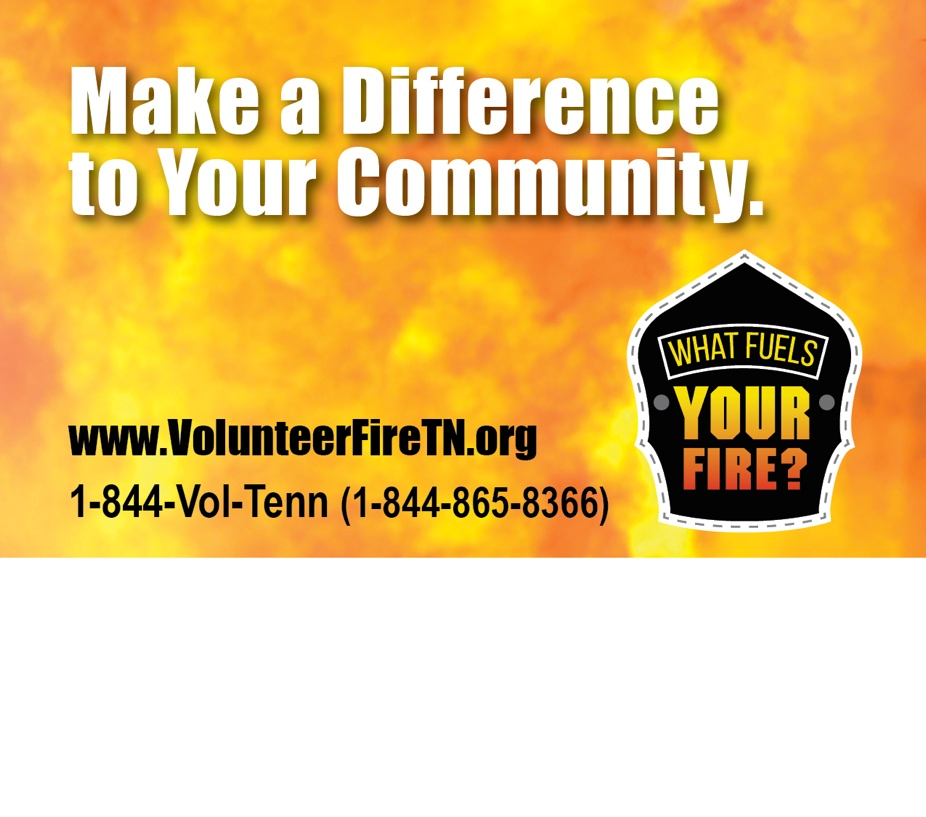 Make a Difference
to Your Community.
WHAT FUELS
YOUR
FIRE?
www.VolunteerFireTN.org
1-844-Vol-Tenn (1-844-865-8366)